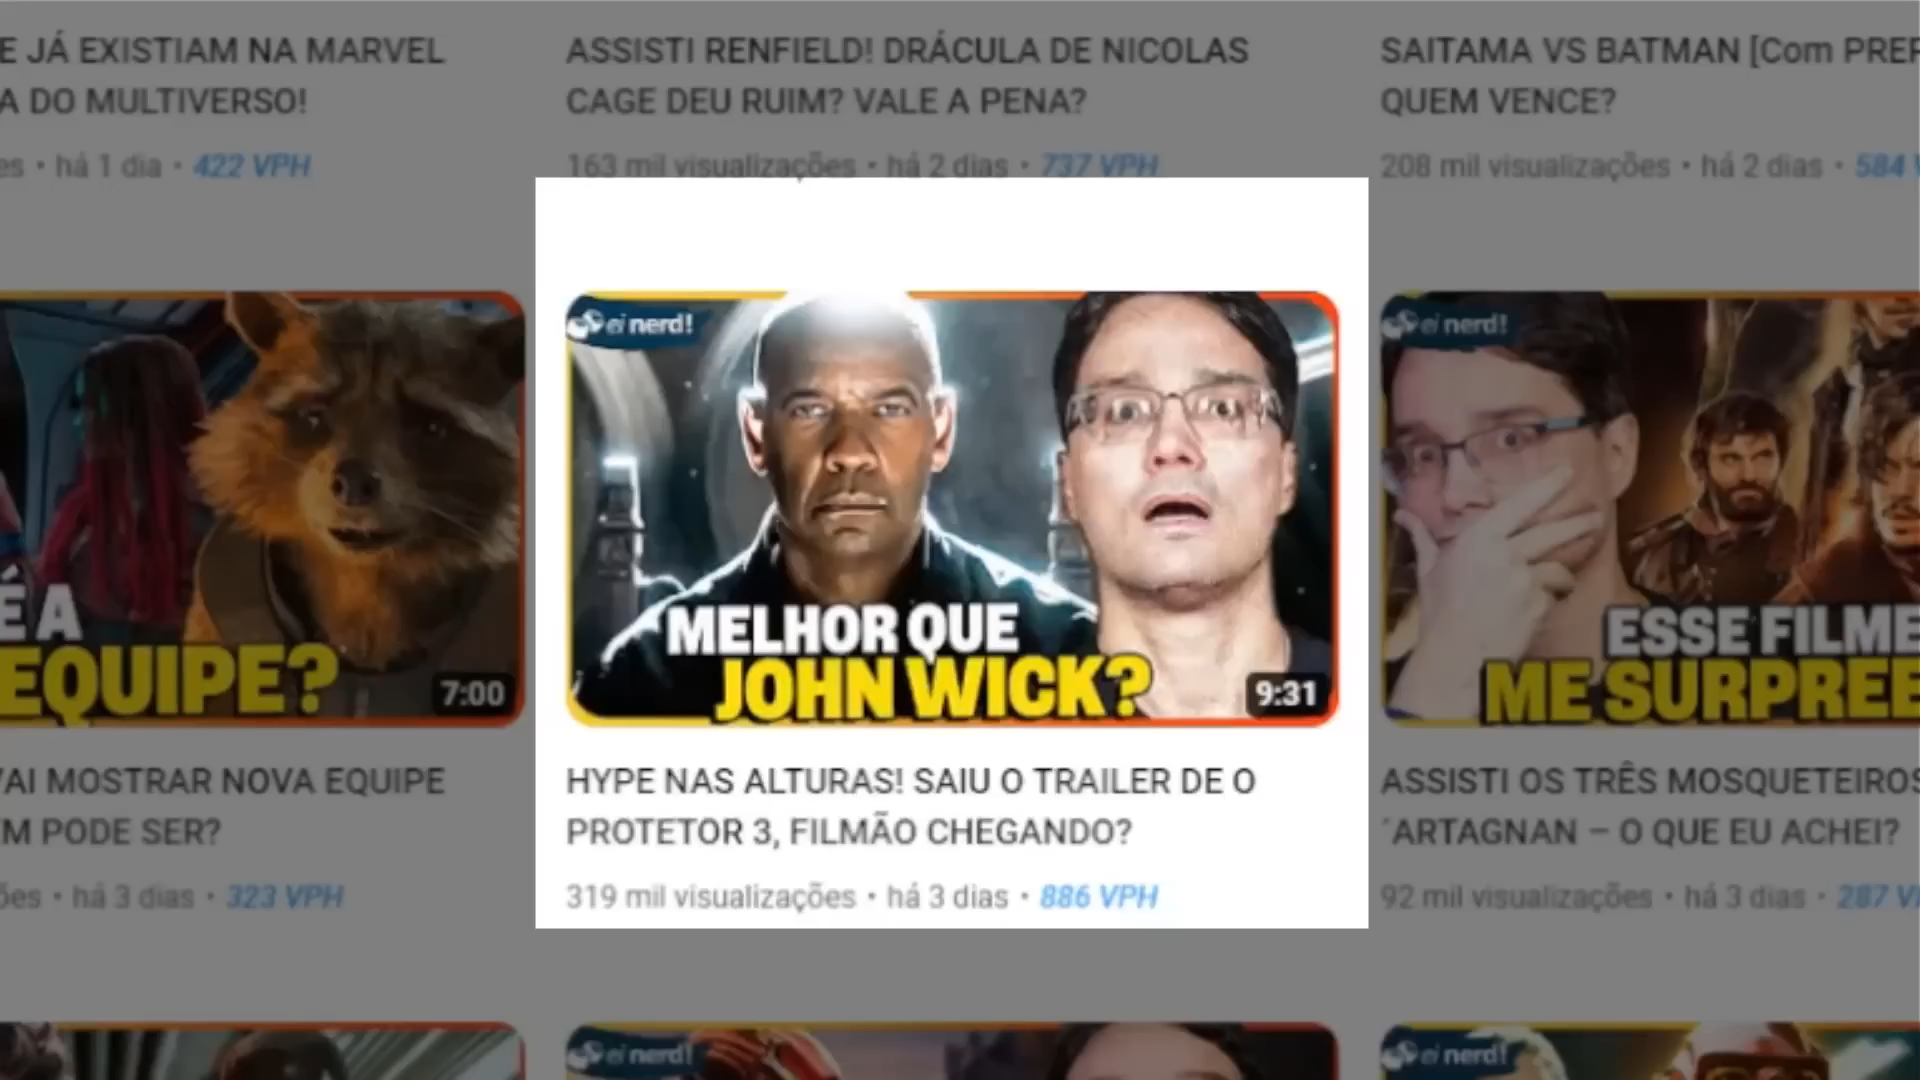 E JÁ EXISTIAM NA MARVEL
A DO MULTIVERSO!
es • há 1 dia • 422 VPH
ASSISTI RENFIELD! DRÁCULA DE NICOLAS
CAGE DEU RUIM? VALE A PENA?
163 mil visualizações • há 2 dias • 737 VPH
SAITAMA VS BATMAN [Com PREP
QUEM VENCE?
208 mil visualizações • há 2 dias • 584 V
É A
EQUIPE?
7:00
VAI MOSTRAR NOVA EQUIPE
M PODE SER?
ões • há 3 dias • 323 VPH
ei nerd!
MELHOR QUE
JOHN WICK?
9:31
HYPE NAS ALTURAS! SAIU O TRAILER DE O
PROTETOR 3, FILMÃO CHEGANDO?
319 mil visualizações • há 3 dias • 886 VPH
ei nerd!
ESSE FILME
ME SURPREE
ASSISTI OS TRÊS MOSQUETEIROS
´ARTAGNAN – O QUE EU ACHEI?
92 mil visualizações • há 3 dias • 287 VP
ei nerd!
ei nerd!